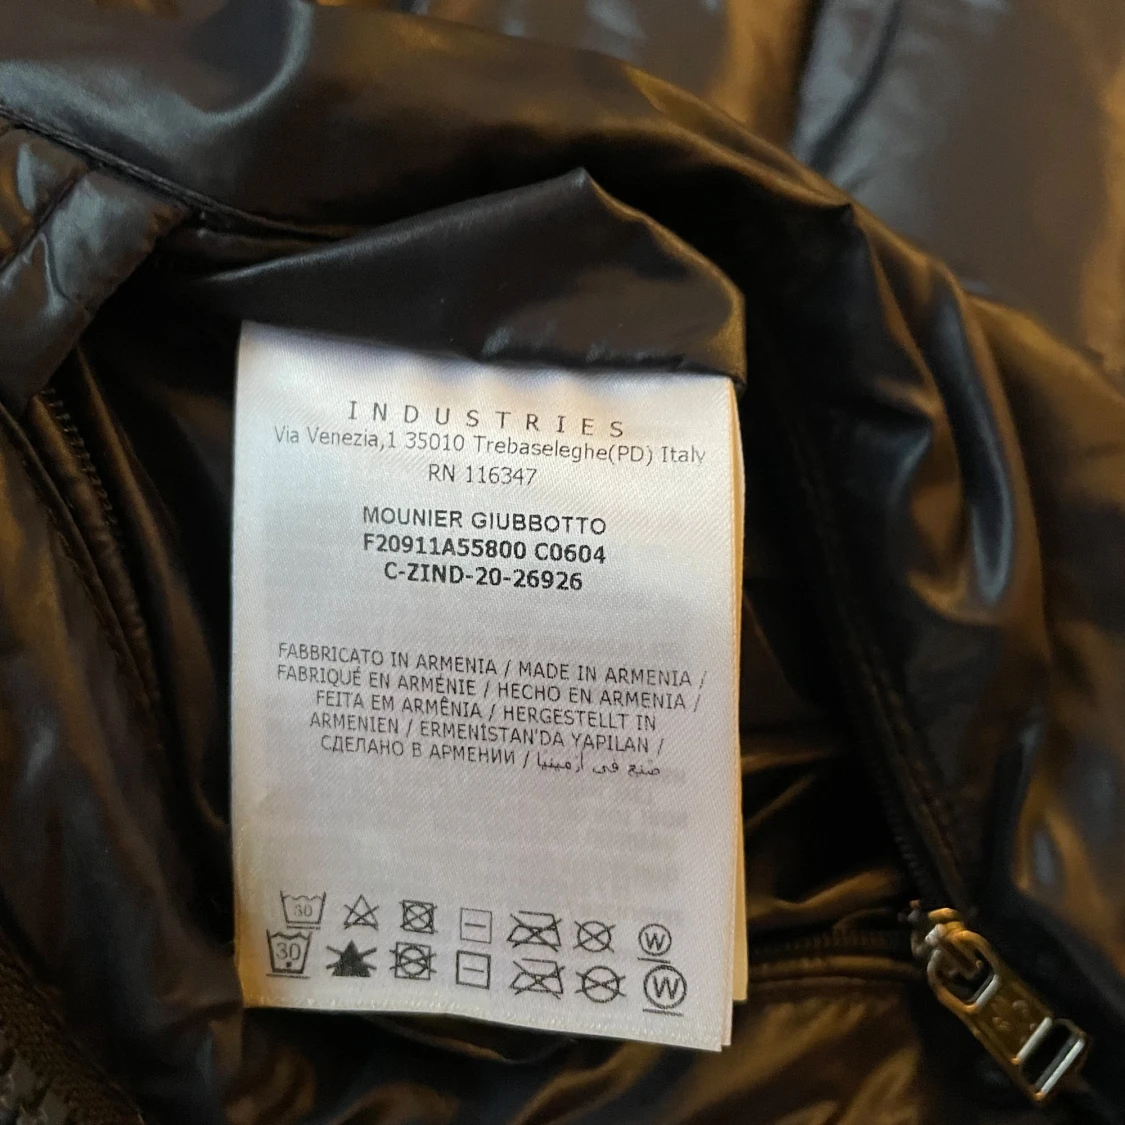 INDUSTRIES
Via Venezia,1 35010 Trebaseleghe(PD) Italy
RN 116347
MOUNIER GIUBBOTTO
F20911A55800 C0604
C-ZIND-20-26926
FABBRICATO IN ARMENIA / MADE IN ARMENIA /
FABRIQUÉ EN ARMÉNIE / HECHO EN ARMENIA /
FEITA EM ARMÊNIA / HERGESTELLT IN
ARMENIEN / ERMENİSTAN'DA YAPILAN /
СДЕЛАНО В АРМЕНИИ / صنع في أرمينيا
30 W
30 W